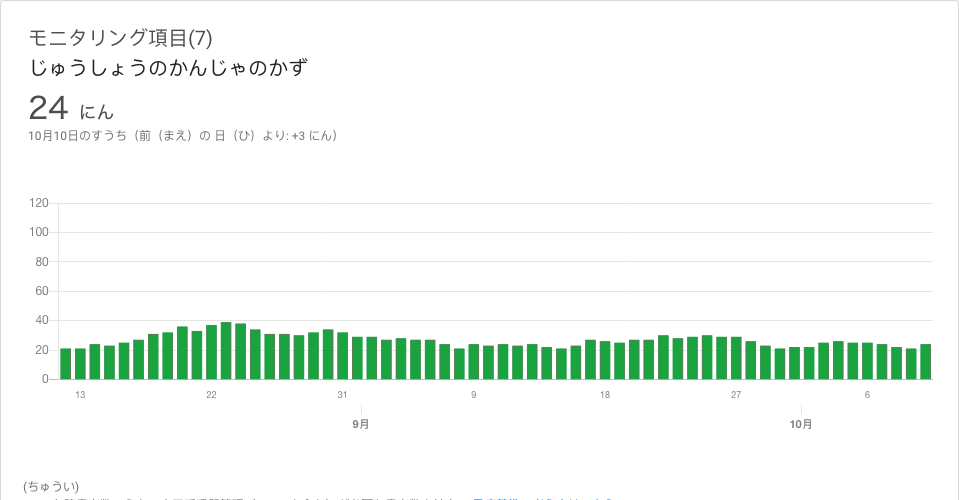 モニタリング項目(7)
じゅうしょうのかんじゃのかず
24 にん
10月10日のすうち（前（まえ）の 日（ひ）より: +3 にん）
120
100
80
60
40
20
0
13 22 31 9 18 27 6
9月 10月
(ちゅうい)